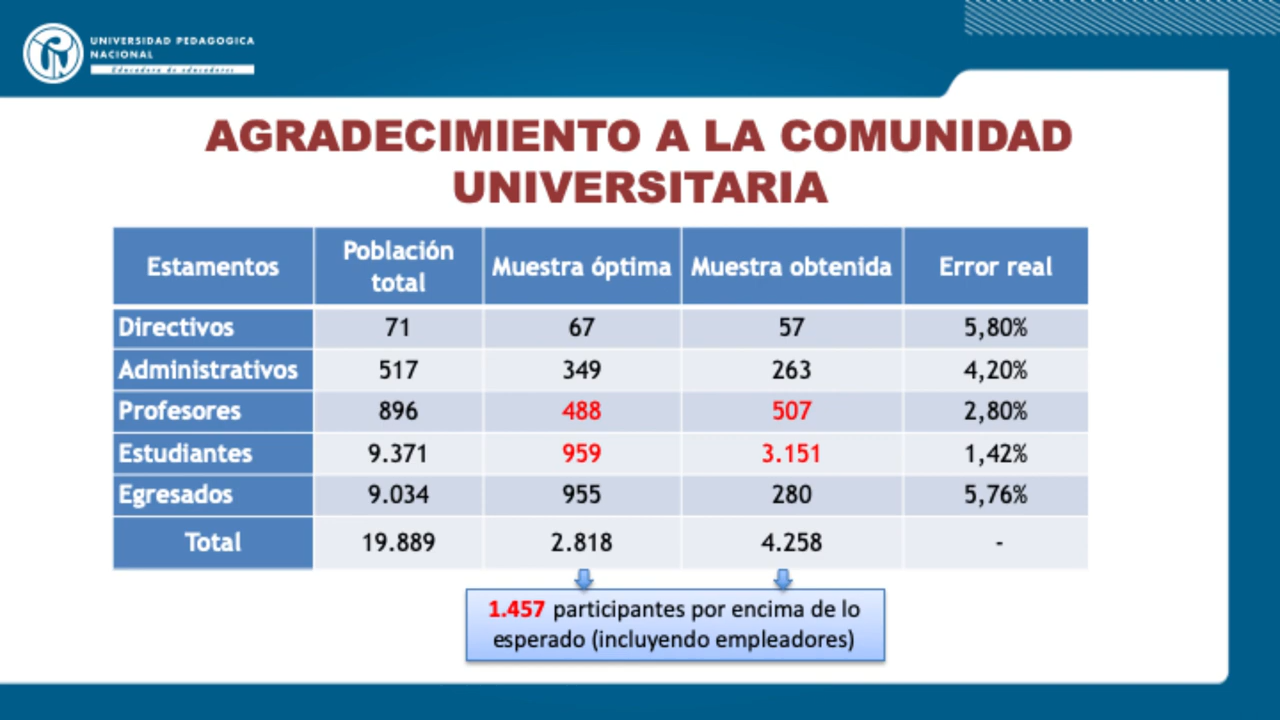 UNIVERSIDAD PEDAGOGICA
NACIONAL
Educadora de educadores
AGRADECIMIENTO A LA COMUNIDAD
UNIVERSITARIA
Estamentos Población total Muestra óptima Muestra obtenida Error real
Directivos 71 67 57 5,80%
Administrativos 517 349 263 4,20%
Profesores 896 488 507 2,80%
Estudiantes 9.371 959 3.151 1,42%
Egresados 9.034 955 280 5,76%
Total 19.889 2.818 4.258 -
1.457 participantes por encima de lo
esperado (incluyendo empleadores)